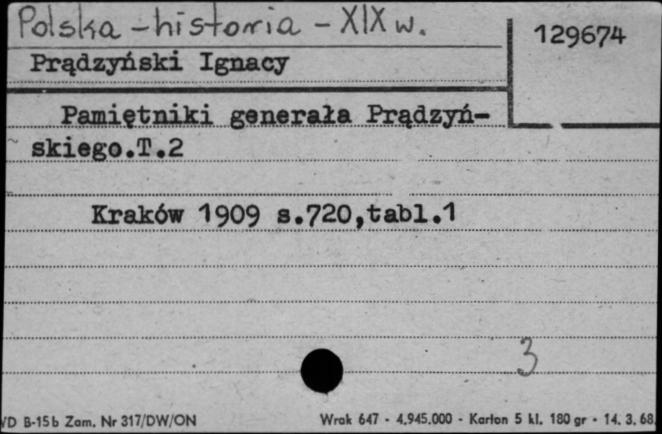 Polska – historia – XIX w.
129674
Prądzyński Ignacy
Pamiętniki generała Prądzyń-
skiego.T.2
Kraków 1909 s.720,tabl.1
3
VD B-15b Zam. Nr 317/DW/ON
Wrak 647 - 4.945.000 - Karton 5 kl. 180 gr - 14. 3. 68.